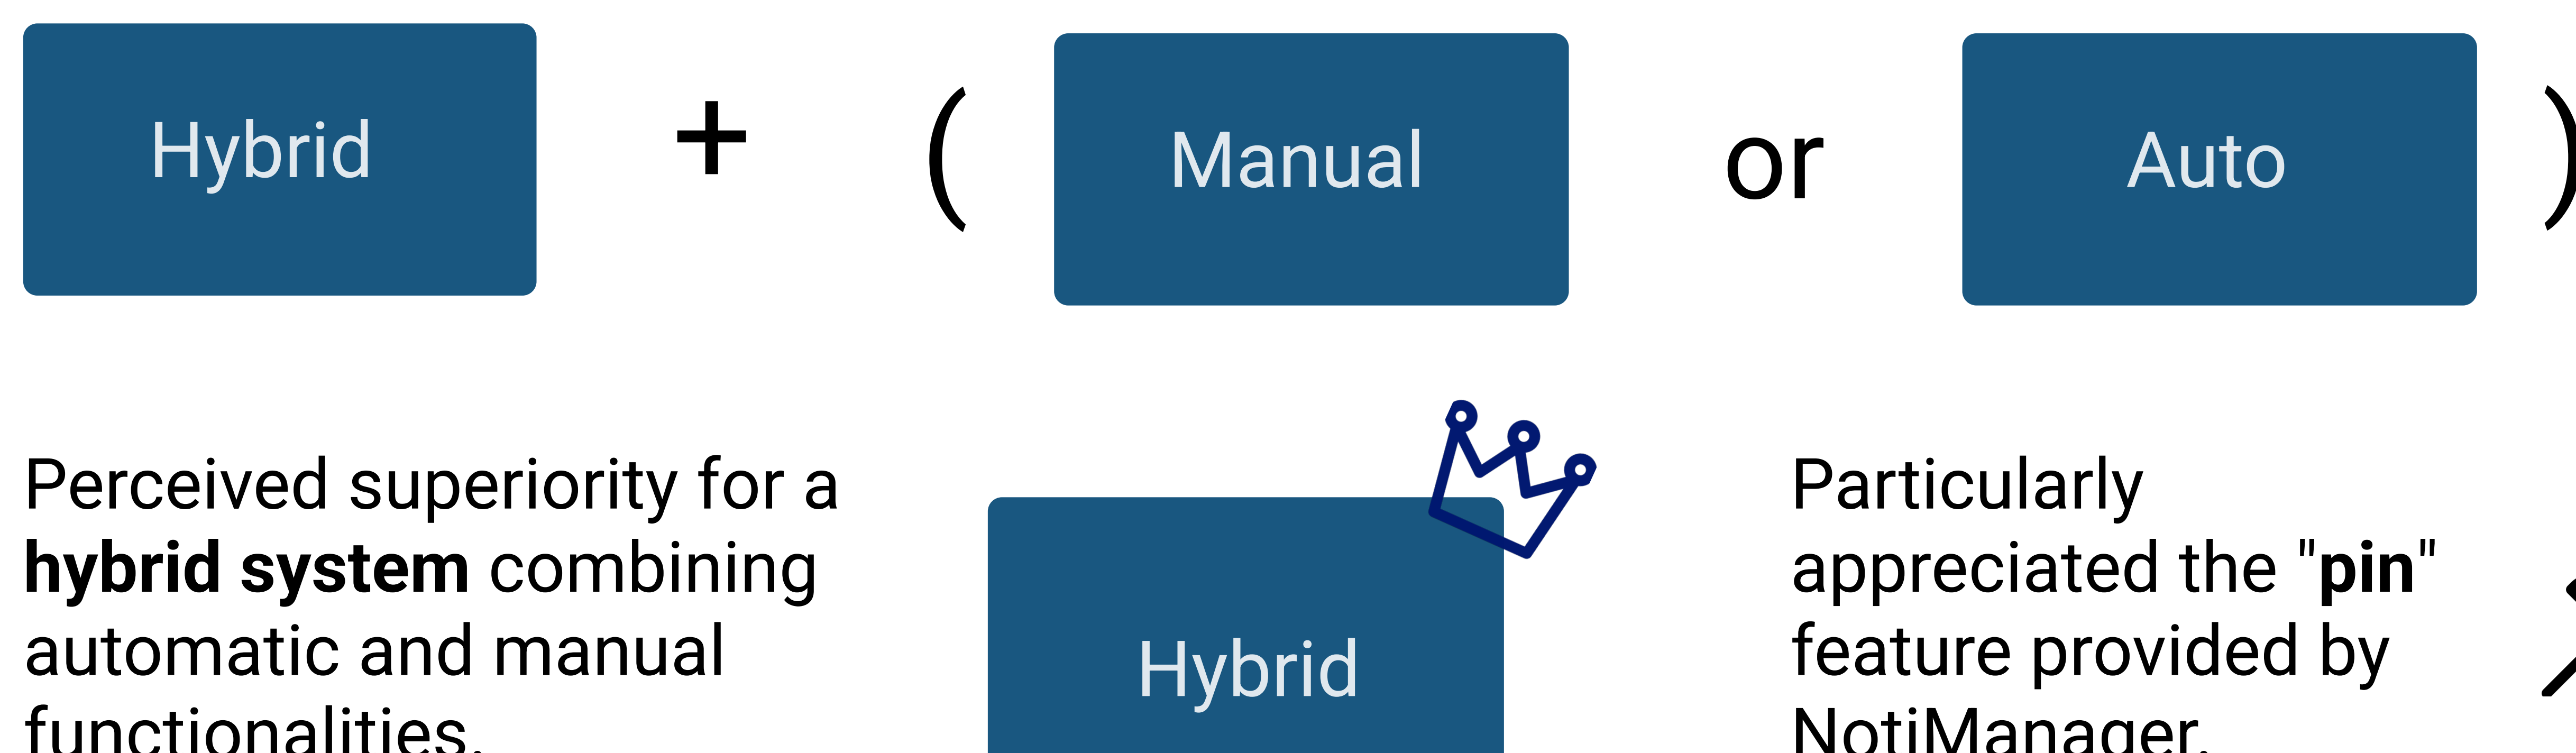 Hybrid + ( Manual or Auto )
Perceived superiority for a
hybrid system combining
automatic and manual
functionalities.
Hybrid
Particularly
appreciated the "pin"
feature provided by
NotiManager.